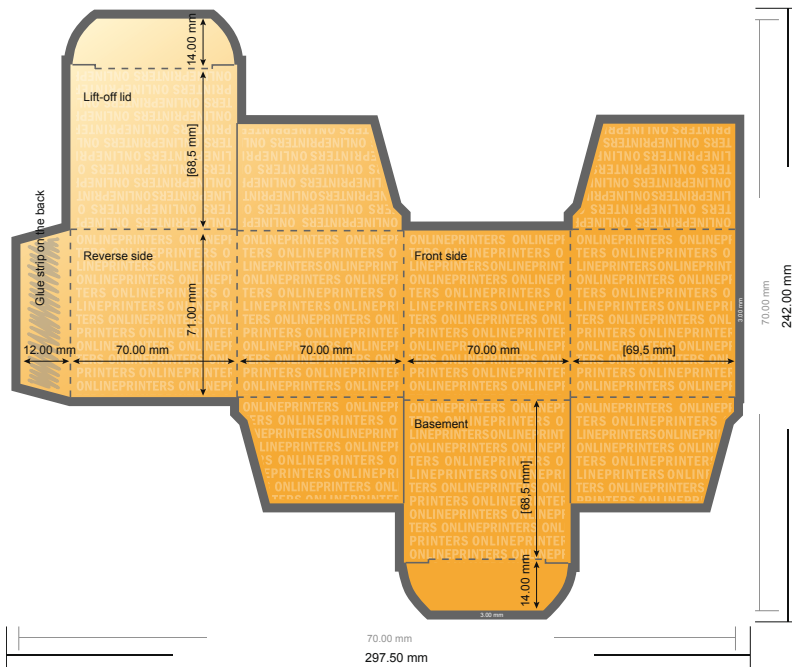 14.00 mm
Lift-off lid
[68,5 mm]
Glue strip on the back
Reverse side
Front side
71.00 mm
3.00 mm
70.00 mm
242.00 mm
12.00 mm
70.00 mm
70.00 mm
70.00 mm
[69,5 mm]
ONLINEPRINTERS
Basement
[68,5 mm]
14.00 mm
3.00 mm
70.00 mm
297.50 mm